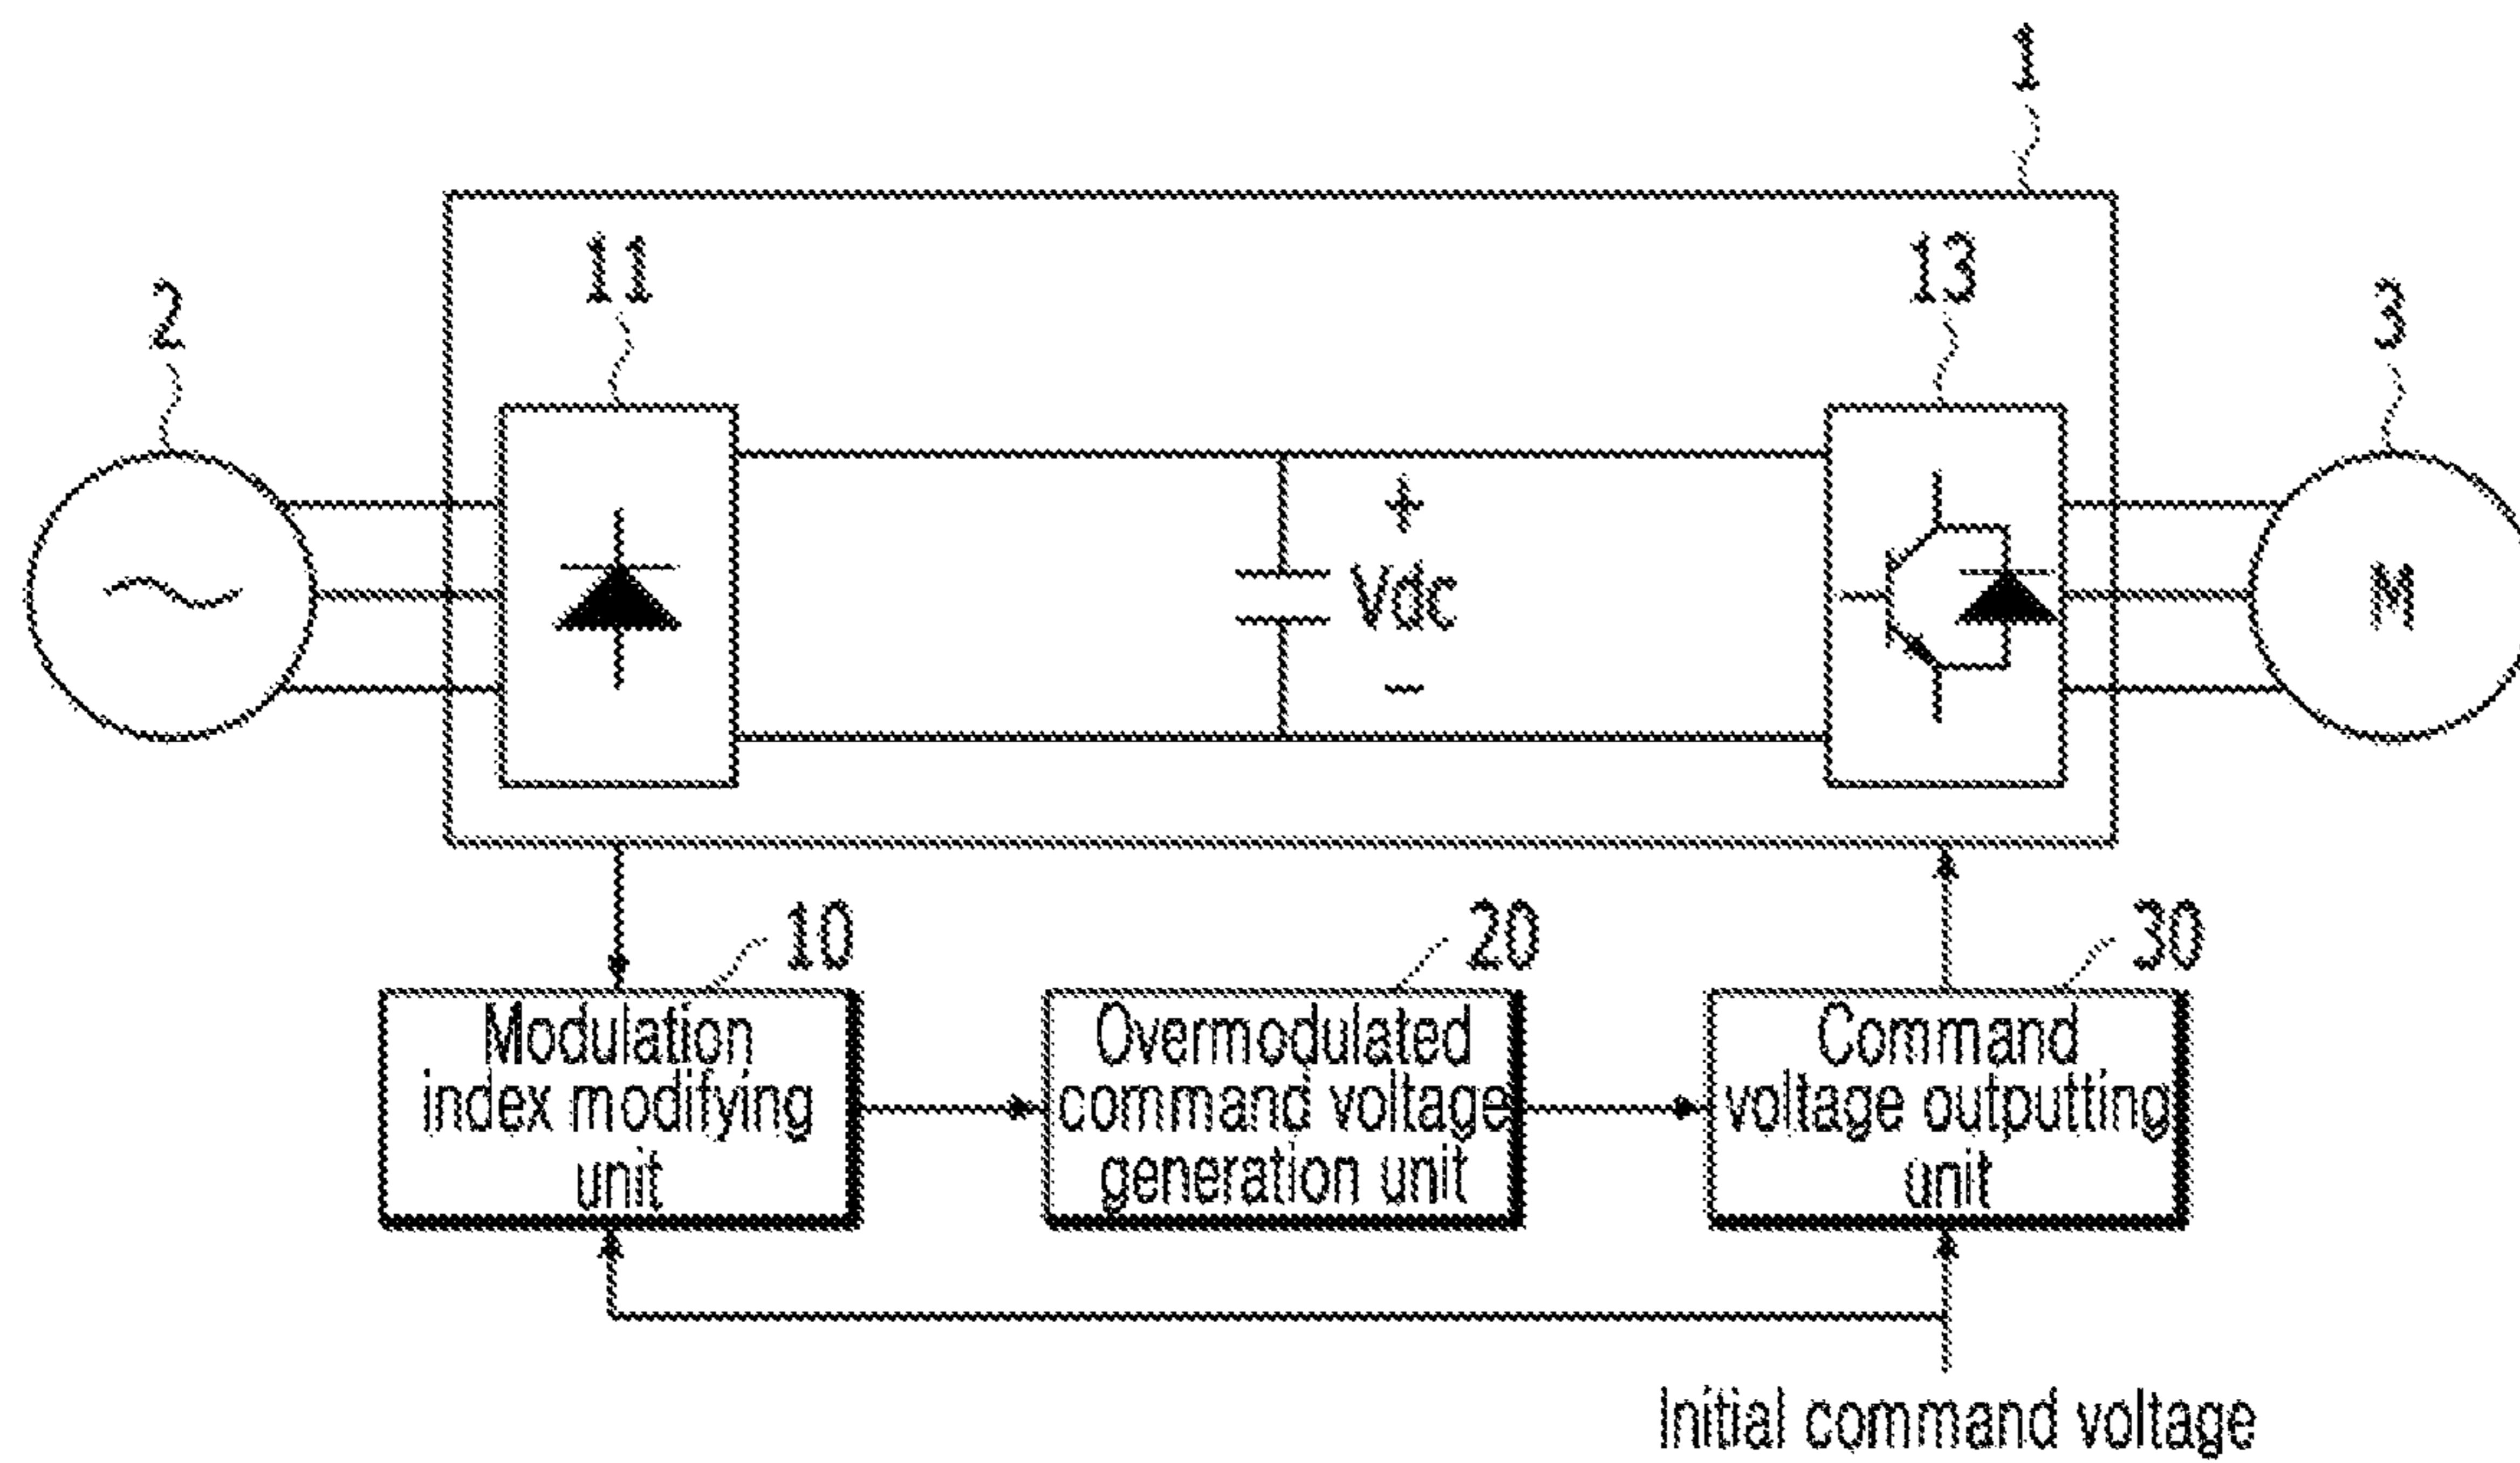 1
11
13
2
3
+
Vdc
-
M
10
20
30
Modulation
index modifying
unit
Overmodulated
command voltage
generation unit
Command
voltage outputting
unit
Initial command voltage